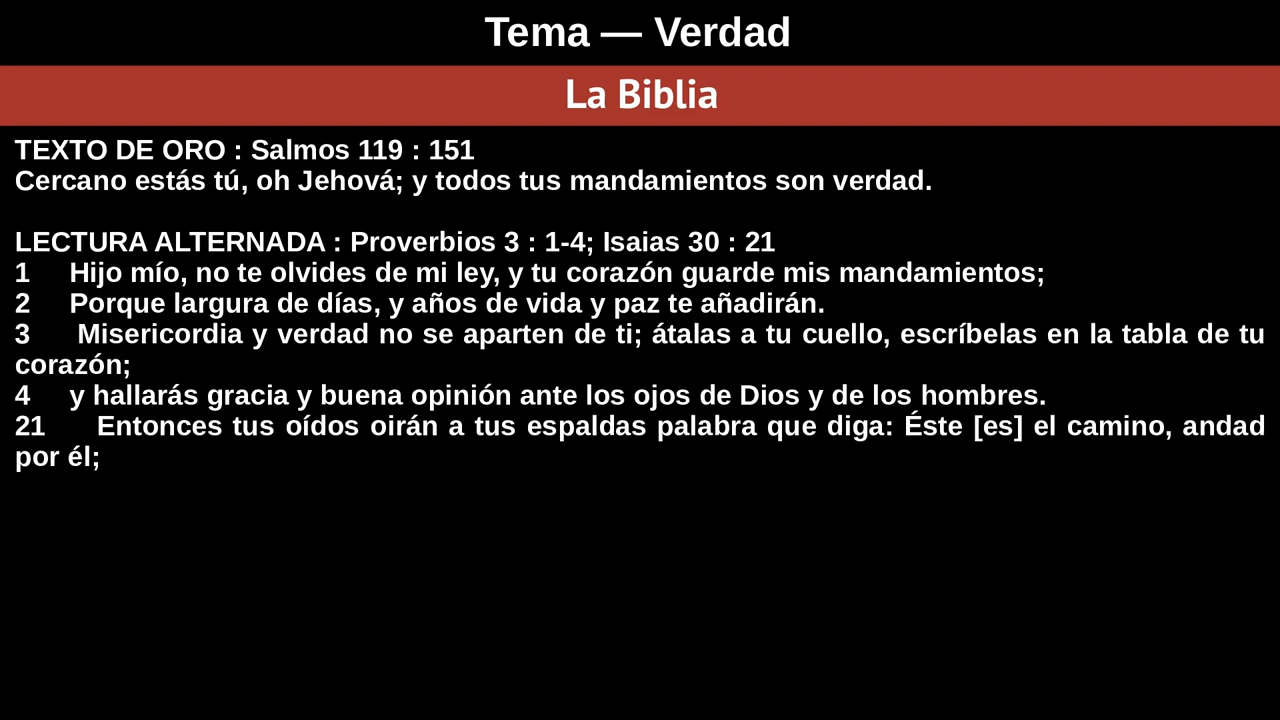 Tema — Verdad
La Biblia
TEXTO DE ORO : Salmos 119 : 151
Cercano estás tú, oh Jehová; y todos tus mandamientos son verdad.
LECTURA ALTERNADA : Proverbios 3 : 1-4; Isaias 30 : 21
1 Hijo mío, no te olvides de mi ley, y tu corazón guarde mis mandamientos;
2 Porque largura de días, y años de vida y paz te añadirán.
3 Misericordia y verdad no se aparten de ti; átalas a tu cuello, escríbelas en la tabla de tu
corazón;
4 y hallarás gracia y buena opinión ante los ojos de Dios y de los hombres.
21 Entonces tus oídos oirán a tus espaldas palabra que diga: Éste [es] el camino, andad
por él;